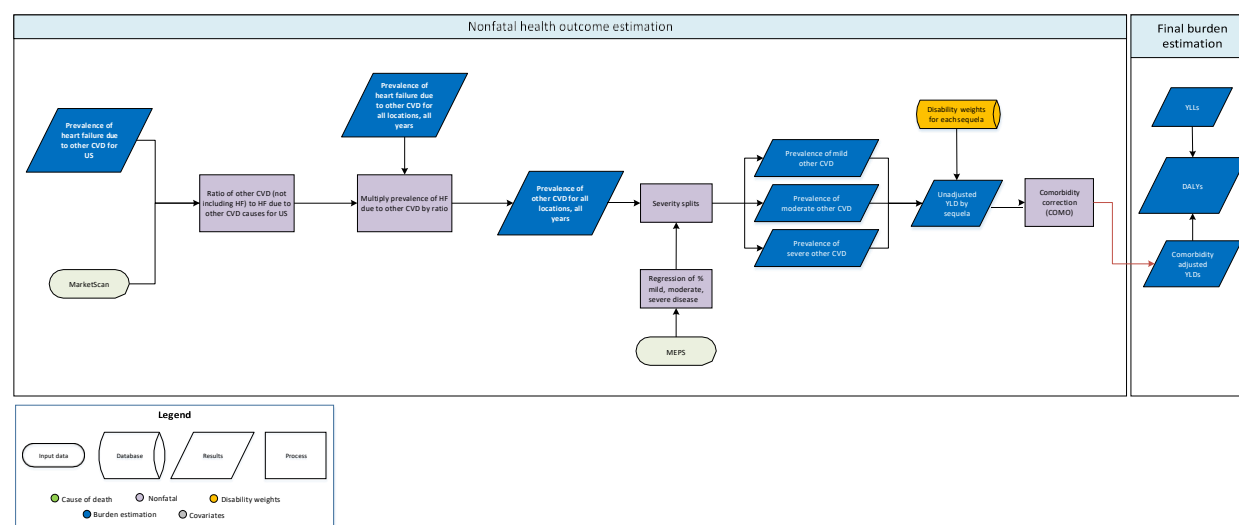 Nonfatal health outcome estimation
Final burden
estimation
Prevalence of
heart failure due
to other CVD for
US
Prevalence of
heart failure due
to other CVD for
all locations, all
years
Ratio of other CVD (not
including HF) to HF due to
other CVD causes for US
Multiply prevalence of HF
due to other CVD by ratio
Prevalence of
other CVD for all
locations, all
years
Severity splits
Prevalence of mild
other CVD
Prevalence of
moderate other CVD
Prevalence of
severe other CVD
Disability weights
for each sequela
Unadjusted
YLD by
sequela
Comorbidity
correction
(COMO)
YLLs
DALYs
Comorbidity
adjusted
YLDs
MarketScan
Regression of %
mild, moderate,
severe disease
MEPS
Legend
Input data
Database
Results
Process
Cause of death
Nonfatal
Disability weights
Burden estimation
Covariates